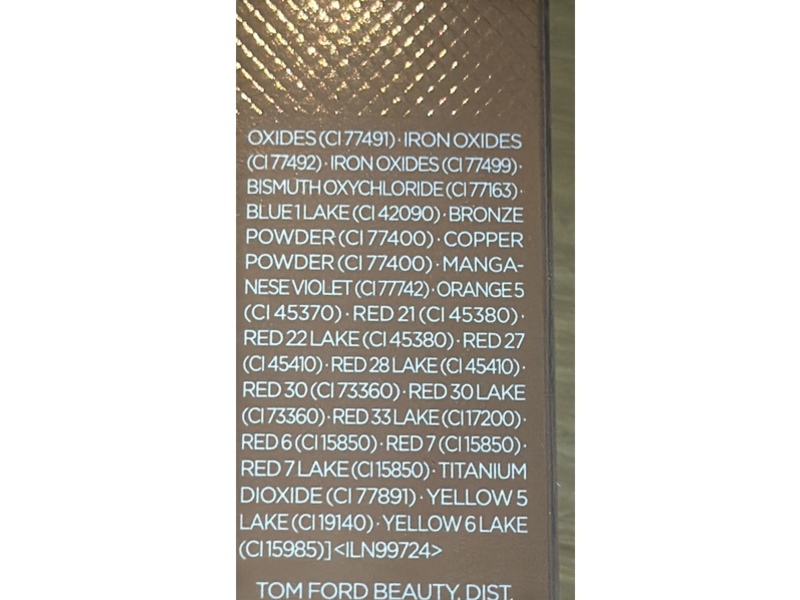 OXIDES (CI 77491) · IRON OXIDES
(CI 77492) · IRON OXIDES (CI 77499) ·
BISMUTH OXYCHLORIDE (CI 77163) ·
BLUE 1 LAKE (CI 42090) · BRONZE
POWDER (CI 77400) · COPPER
POWDER (CI 77400) · MANGA-
NESE VIOLET (CI 77742) · ORANGE 5
(CI 45370) · RED 21 (CI 45380) ·
RED 22 LAKE (CI 45380) · RED 27
(CI 45410) · RED 28 LAKE (CI 45410) ·
RED 30 (CI 73360) · RED 30 LAKE
(CI 73360) · RED 33 LAKE (CI 17200) ·
RED 6 (CI 15850) · RED 7 (CI 15850) ·
RED 7 LAKE (CI 15850) · TITANIUM
DIOXIDE (CI 77891) · YELLOW 5
LAKE (CI 19140) · YELLOW 6 LAKE
(CI 15985)] <ILN99724>
TOM FORD BEAUTY, DIST.